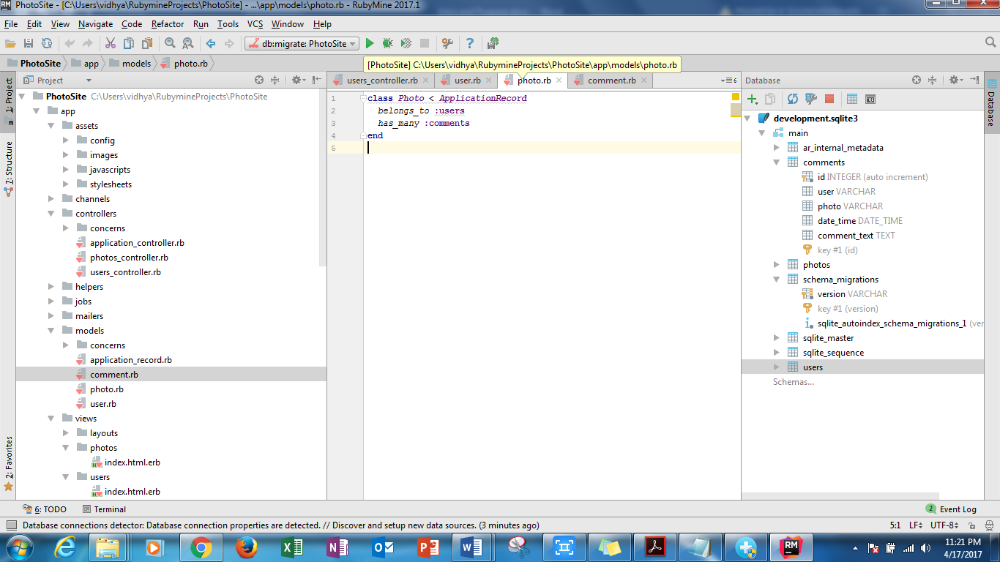 PhotoSite - [C:\Users\vidhya\RubymineProjects\PhotoSite] - ...\app\models\photo.rb - RubyMine 2017.1
File Edit View Navigate Code Refactor Run Tools VCS Window Help
db:migrate: PhotoSite
PhotoSite app models photo.rb
[PhotoSite] C:\Users\vidhya\RubymineProjects\PhotoSite\app\models\photo.rb
1: Project
7: Structure
2: Favorites
Project
PhotoSite C:\Users\vidhya\RubymineProjects\PhotoSite
app
assets
config
images
javascripts
stylesheets
channels
controllers
concerns
application_controller.rb
photos_controller.rb
users_controller.rb
helpers
jobs
mailers
models
concerns
application_record.rb
comment.rb
photo.rb
user.rb
views
layouts
photos
index.html.erb
users
index.html.erb
users_controller.rb user.rb photo.rb comment.rb
1 class Photo < ApplicationRecord
2 belongs_to :users
3 has_many :comments
4 end
5
Database
development.sqlite3
main
ar_internal_metadata
comments
id INTEGER (auto increment)
user VARCHAR
photo VARCHAR
date_time DATE_TIME
comment_text TEXT
key #1 (id)
photos
schema_migrations
version VARCHAR
key #1 (version)
sqlite_autoindex_schema_migrations_1 (ver
sqlite_master
sqlite_sequence
users
Schemas...
Database
6: TODO Terminal 2 Event Log
Database connections detector: Database connection properties are detected. // Discover and setup new data sources. (3 minutes ago) 5:1 LF UTF-8
11:21 PM
4/17/2017